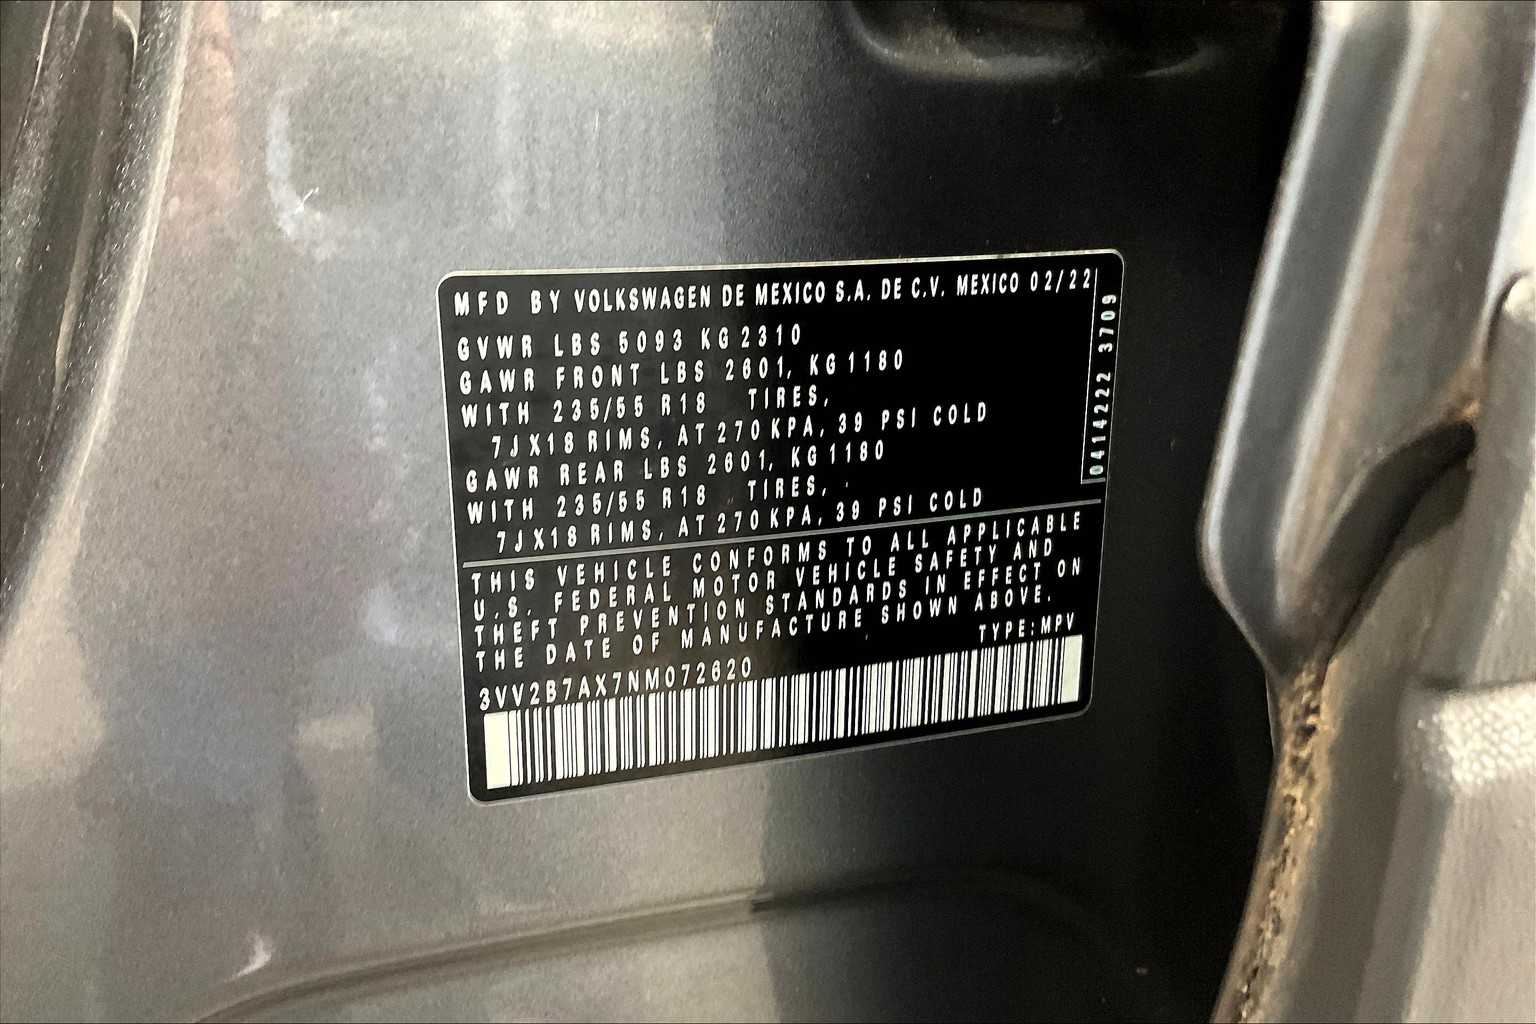 MFD BY VOLKSWAGEN DE MEXICO S.A. DE C.V. MEXICO 02/22
GVWR LBS 5093 KG 2310
GAWR FRONT LBS 2601, KG 1180
WITH 235/55 R18 TIRES,
7JX18 RIMS, AT 270 KPA, 39 PSI COLD
GAWR REAR LBS 2601, KG 1180
WITH 235/55 R18 TIRES,
7JX18 RIMS, AT 270 KPA, 39 PSI COLD
0414222 3709
THIS VEHICLE CONFORMS TO ALL APPLICABLE
U.S. FEDERAL MOTOR VEHICLE SAFETY AND
THEFT PREVENTION STANDARDS IN EFFECT ON
THE DATE OF MANUFACTURE SHOWN ABOVE.
TYPE:MPV
3VV2B7AX7NM072620